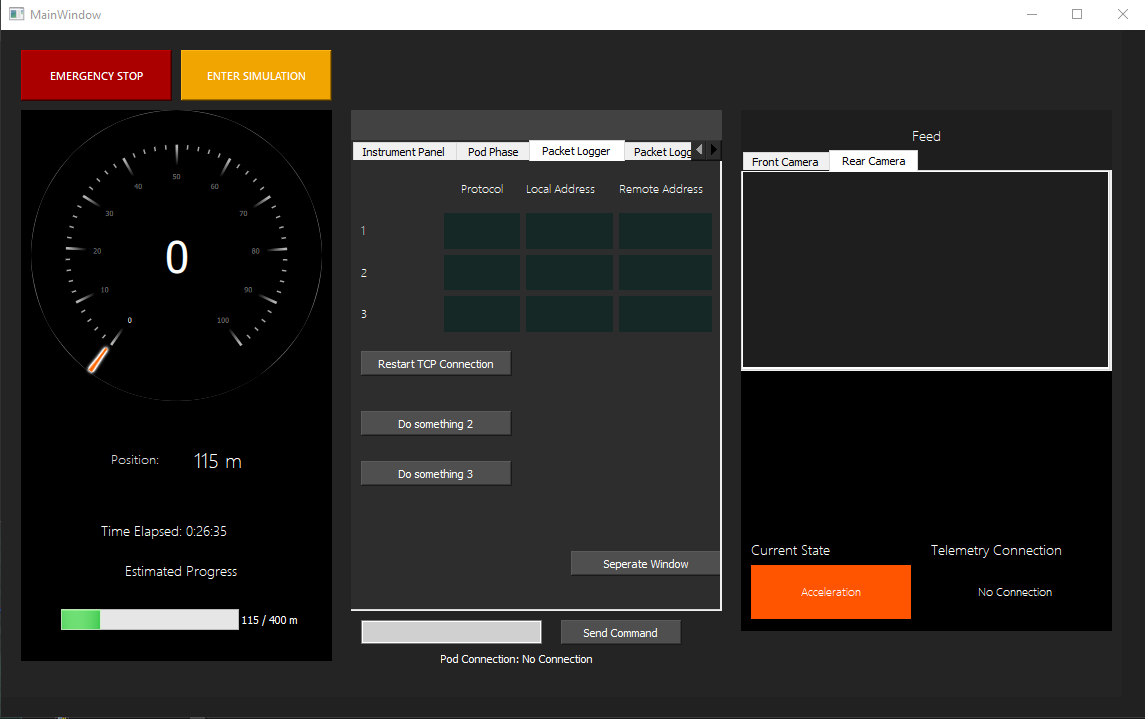 MainWindow
EMERGENCY STOP
ENTER SIMULATION
0
10
20
30
40
50
60
70
80
90
100
0
Position: 115 m
Time Elapsed: 0:26:35
Estimated Progress
115 / 400 m
Instrument Panel
Pod Phase
Packet Logger
Packet Logg
Protocol
Local Address
Remote Address
1
2
3
Restart TCP Connection
Do something 2
Do something 3
Seperate Window
Send Command
Pod Connection: No Connection
Feed
Front Camera
Rear Camera
Current State
Telemetry Connection
Acceleration
No Connection